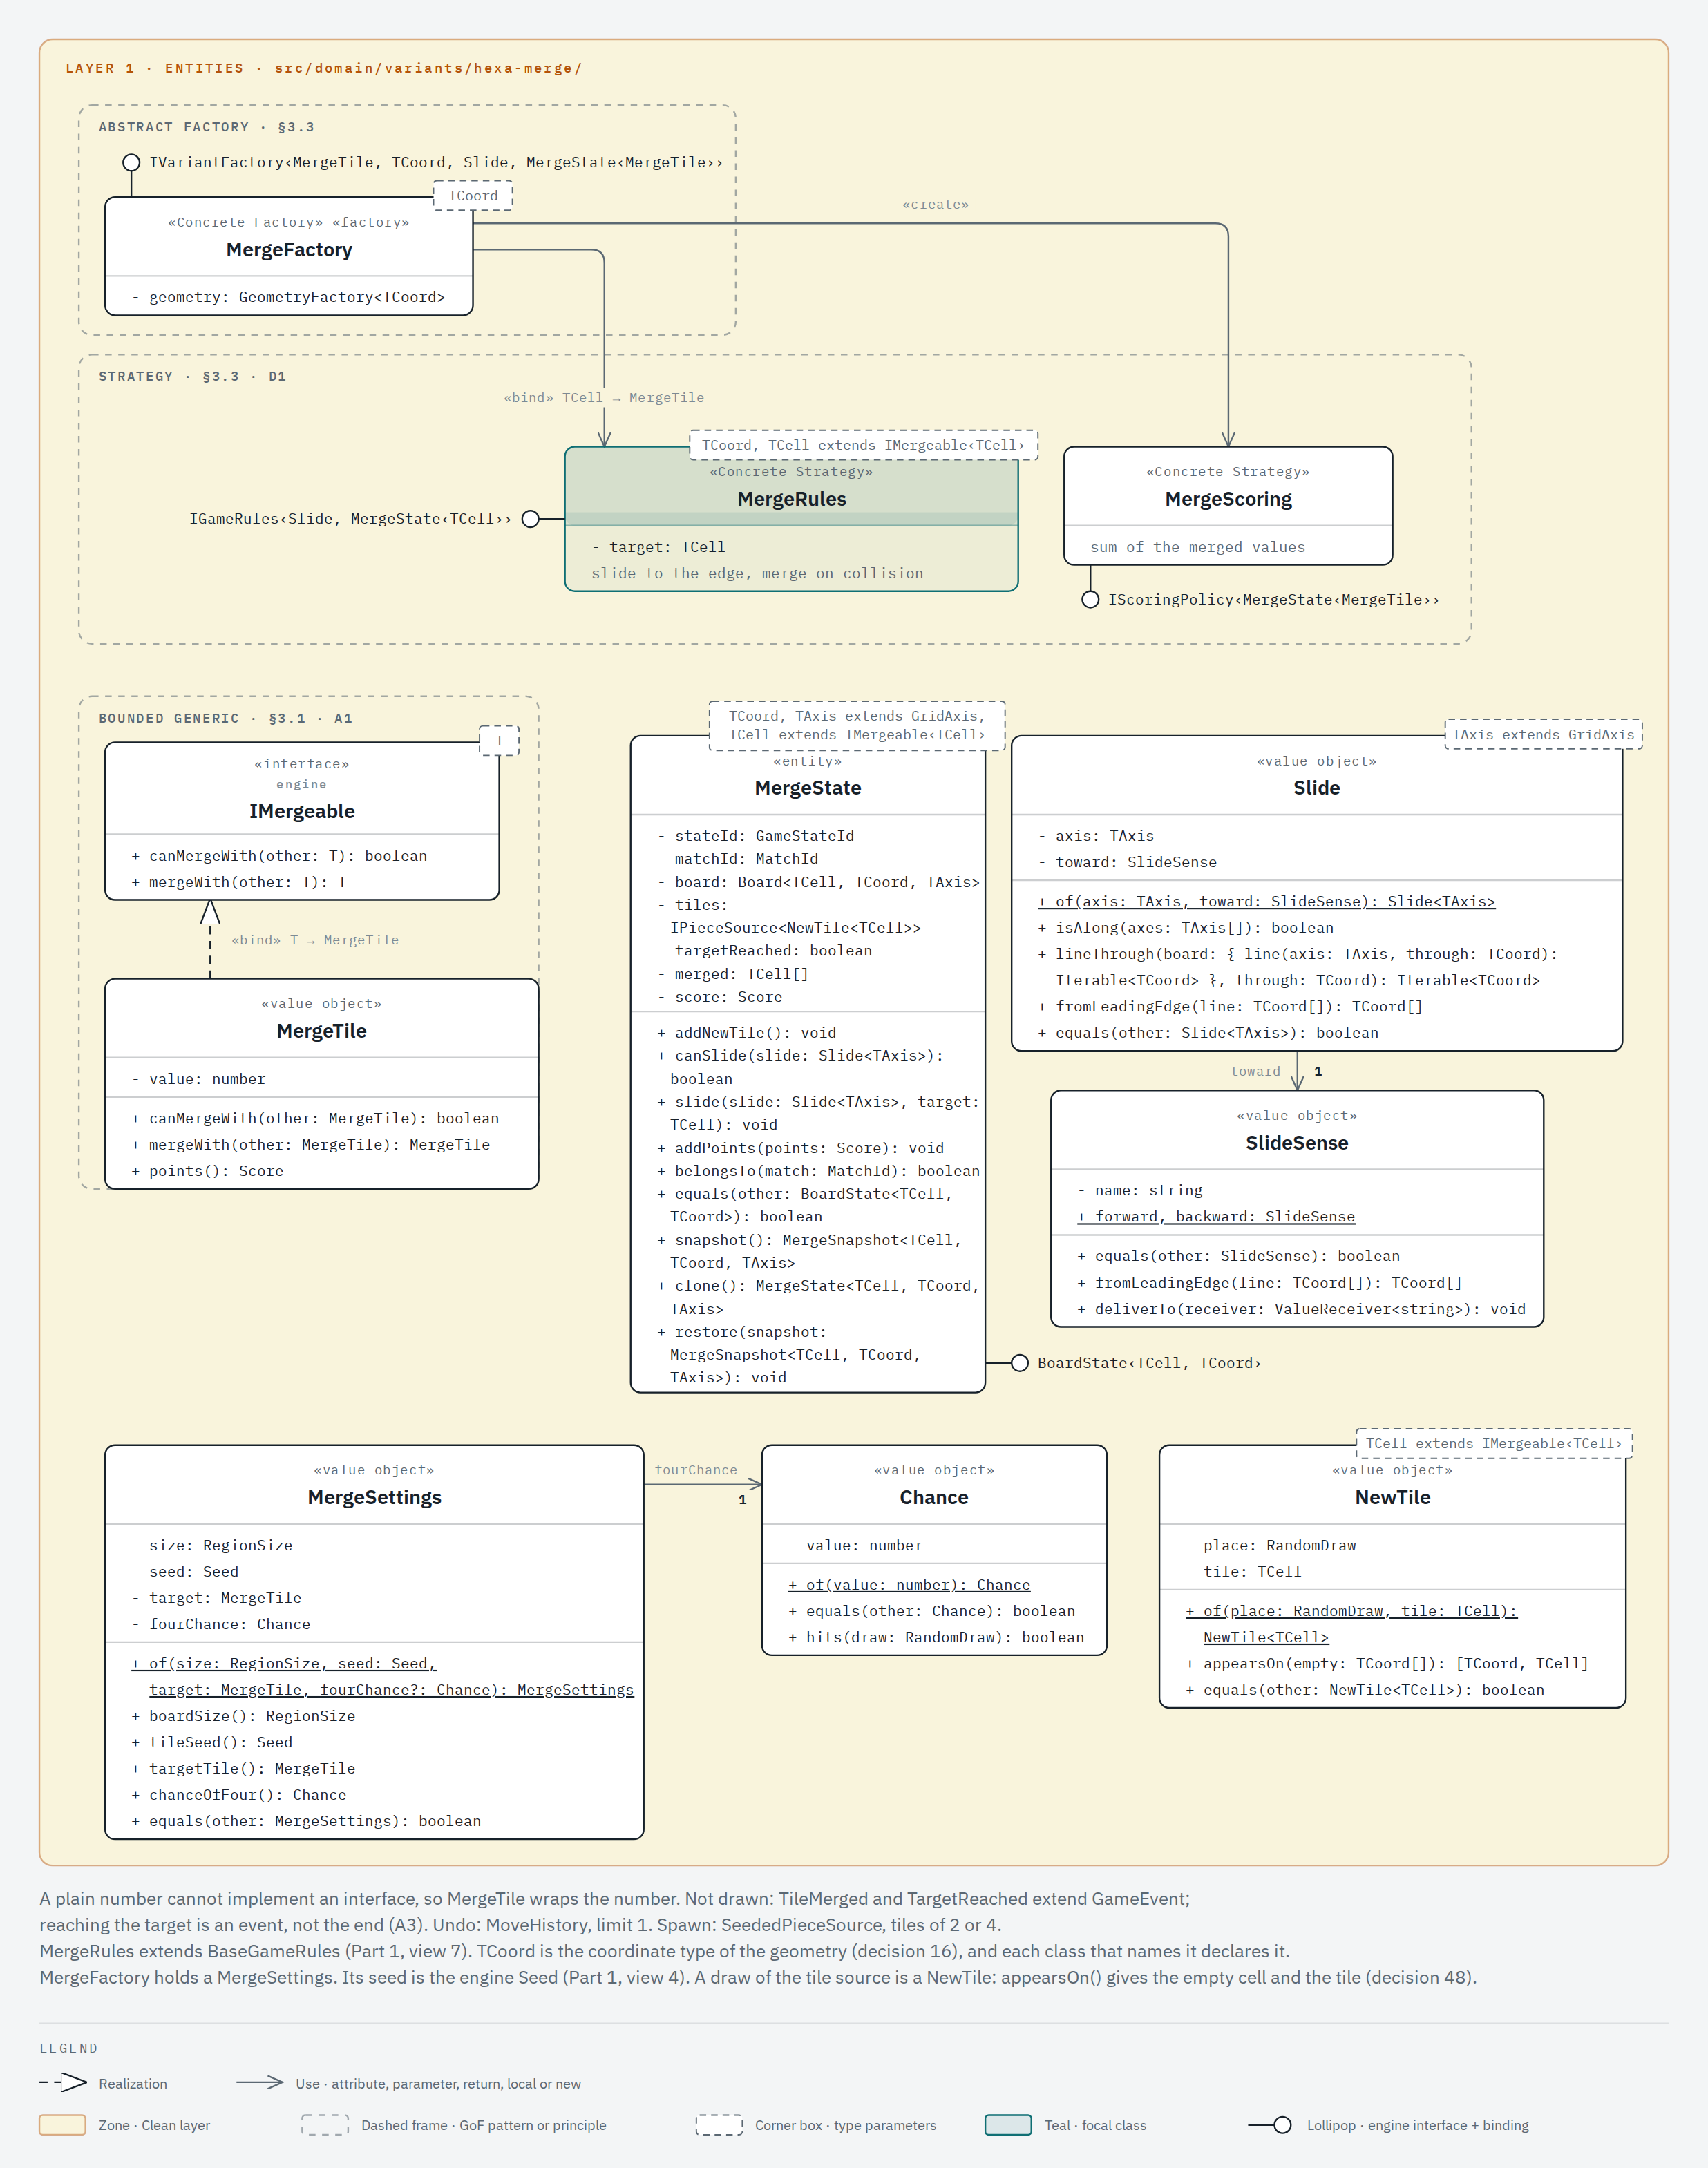 LAYER 1 · ENTITIES · src/domain/variants/hexa-merge/
ABSTRACT FACTORY · §3.3
IVariantFactory‹MergeTile, TCoord, Slide, MergeState‹MergeTile››
TCoord
«Concrete Factory» «factory»
MergeFactory
- geometry: GeometryFactory<TCoord>
«create»
STRATEGY · §3.3 · D1
«bind» TCell → MergeTile
TCoord, TCell extends IMergeable‹TCell›
«Concrete Strategy»
MergeRules
- target: TCell
slide to the edge, merge on collision
IGameRules‹Slide, MergeState‹TCell››
«Concrete Strategy»
MergeScoring
sum of the merged values
IScoringPolicy‹MergeState‹MergeTile››
BOUNDED GENERIC · §3.1 · A1
T
«interface»
engine
IMergeable
+ canMergeWith(other: T): boolean
+ mergeWith(other: T): T
«bind» T → MergeTile
«value object»
MergeTile
- value: number
+ canMergeWith(other: MergeTile): boolean
+ mergeWith(other: MergeTile): MergeTile
+ points(): Score
TCoord, TAxis extends GridAxis,
TCell extends IMergeable‹TCell›
«entity»
MergeState
- stateId: GameStateId
- matchId: MatchId
- board: Board<TCell, TCoord, TAxis>
- tiles:
IPieceSource<NewTile<TCell>>
- targetReached: boolean
- merged: TCell[]
- score: Score
+ addNewTile(): void
+ canSlide(slide: Slide<TAxis>):
boolean
+ slide(slide: Slide<TAxis>, target:
TCell): void
+ addPoints(points: Score): void
+ belongsTo(match: MatchId): boolean
+ equals(other: BoardState<TCell,
TCoord>): boolean
+ snapshot(): MergeSnapshot<TCell,
TCoord, TAxis>
+ clone(): MergeState<TCell, TCoord,
TAxis>
+ restore(snapshot:
MergeSnapshot<TCell, TCoord,
TAxis>): void
BoardState‹TCell, TCoord›
TAxis extends GridAxis
«value object»
Slide
- axis: TAxis
- toward: SlideSense
+ of(axis: TAxis, toward: SlideSense): Slide<TAxis>
+ isAlong(axes: TAxis[]): boolean
+ lineThrough(board: { line(axis: TAxis, through: TCoord):
Iterable<TCoord> }, through: TCoord): Iterable<TCoord>
+ fromLeadingEdge(line: TCoord[]): TCoord[]
+ equals(other: Slide<TAxis>): boolean
toward 1
«value object»
SlideSense
- name: string
+ forward, backward: SlideSense
+ equals(other: SlideSense): boolean
+ fromLeadingEdge(line: TCoord[]): TCoord[]
+ deliverTo(receiver: ValueReceiver<string>): void
«value object»
MergeSettings
- size: RegionSize
- seed: Seed
- target: MergeTile
- fourChance: Chance
+ of(size: RegionSize, seed: Seed,
target: MergeTile, fourChance?: Chance): MergeSettings
+ boardSize(): RegionSize
+ tileSeed(): Seed
+ targetTile(): MergeTile
+ chanceOfFour(): Chance
+ equals(other: MergeSettings): boolean
fourChance
1
«value object»
Chance
- value: number
+ of(value: number): Chance
+ equals(other: Chance): boolean
+ hits(draw: RandomDraw): boolean
TCell extends IMergeable‹TCell›
«value object»
NewTile
- place: RandomDraw
- tile: TCell
+ of(place: RandomDraw, tile: TCell):
NewTile<TCell>
+ appearsOn(empty: TCoord[]): [TCoord, TCell]
+ equals(other: NewTile<TCell>): boolean
A plain number cannot implement an interface, so MergeTile wraps the number. Not drawn: TileMerged and TargetReached extend GameEvent;
reaching the target is an event, not the end (A3). Undo: MoveHistory, limit 1. Spawn: SeededPieceSource, tiles of 2 or 4.
MergeRules extends BaseGameRules (Part 1, view 7). TCoord is the coordinate type of the geometry (decision 16), and each class that names it declares it.
MergeFactory holds a MergeSettings. Its seed is the engine Seed (Part 1, view 4). A draw of the tile source is a NewTile: appearsOn() gives the empty cell and the tile (decision 48).
LEGEND
Realization
Use · attribute, parameter, return, local or new
Zone · Clean layer
Dashed frame · GoF pattern or principle
Corner box · type parameters
Teal · focal class
Lollipop · engine interface + binding